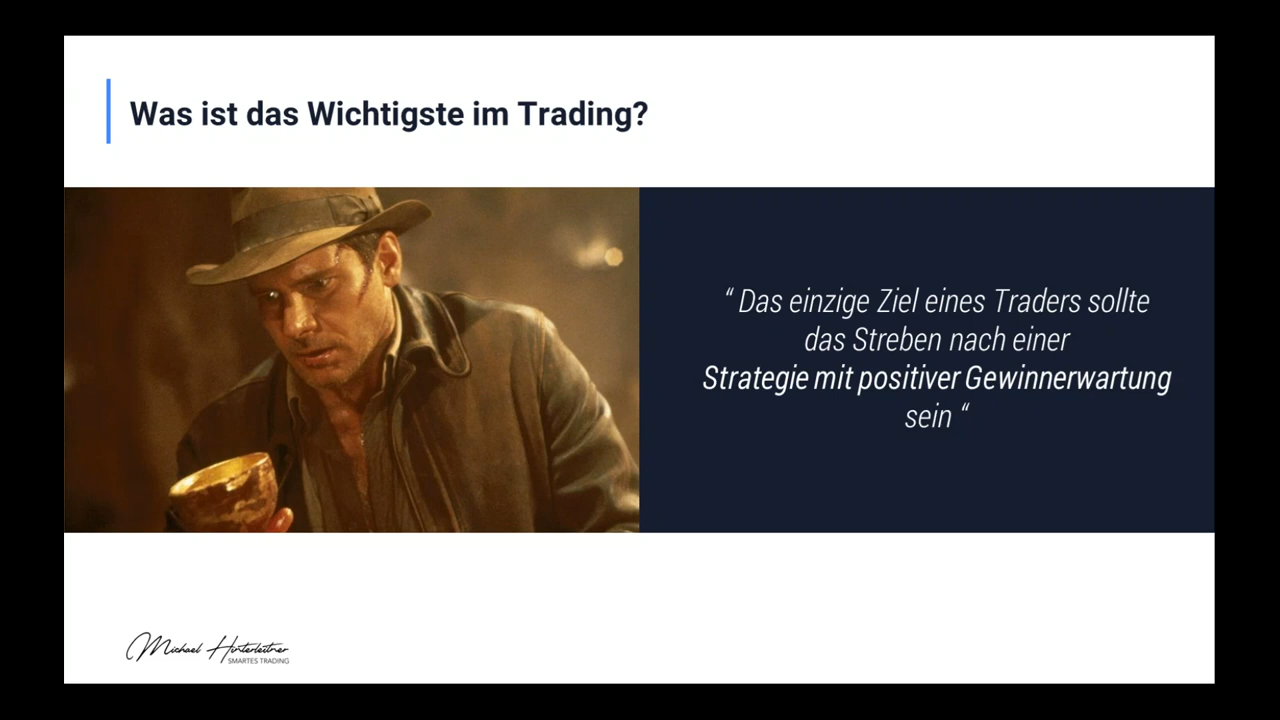 Was ist das Wichtigste im Trading?
“ Das einzige Ziel eines Traders sollte
das Streben nach einer
Strategie mit positiver Gewinnerwartung
sein “
Michael Hinterleitner
SMARTES TRADING